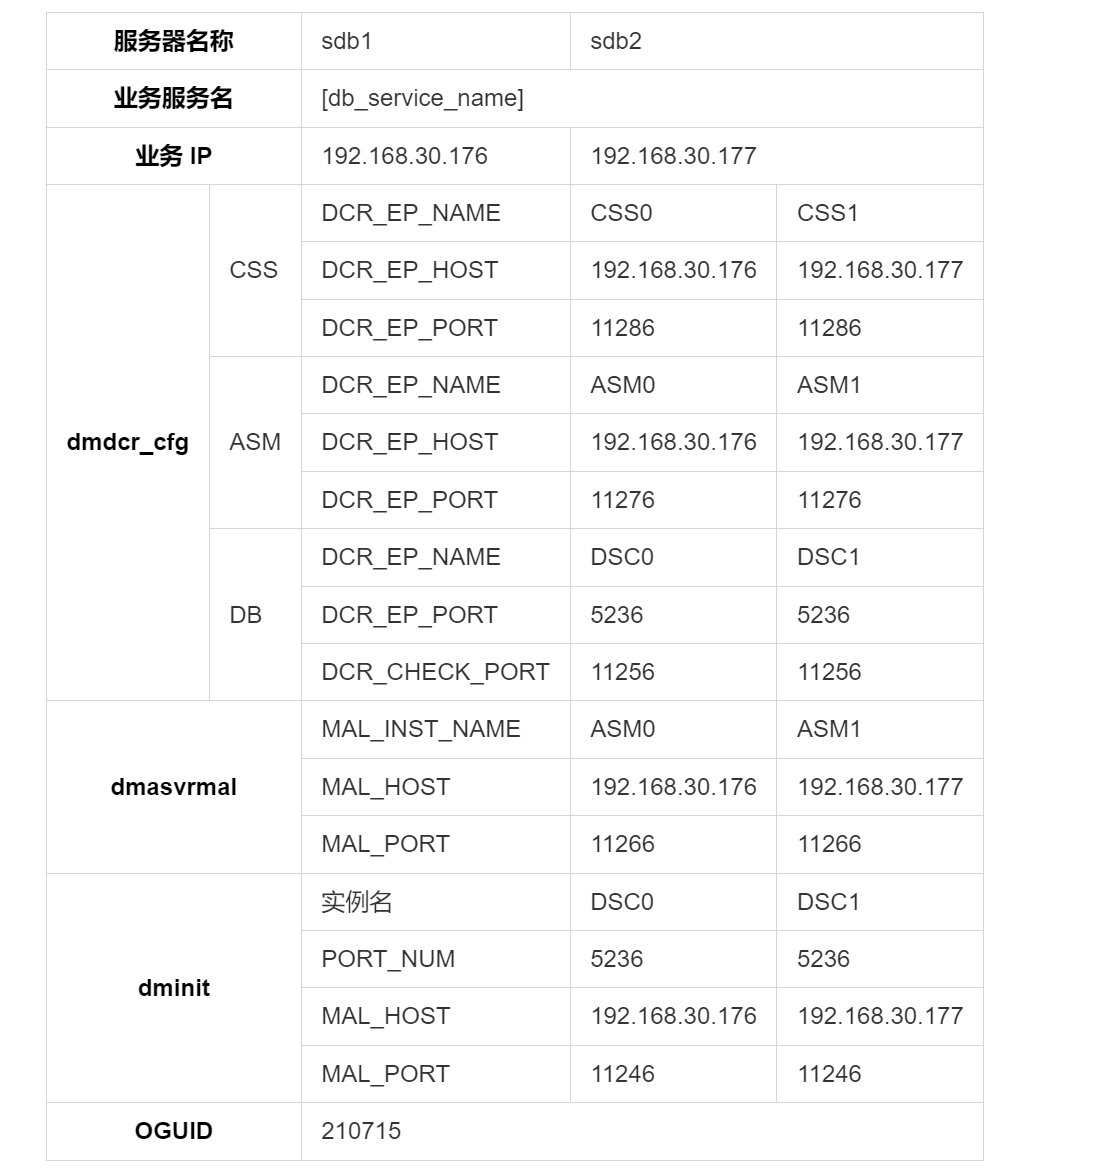 服务器名称 sdb1 sdb2
业务服务名 [db_service_name]
业务 IP 192.168.30.176 192.168.30.177
DCR_EP_NAME CSS0 CSS1
CSS DCR_EP_HOST 192.168.30.176 192.168.30.177
DCR_EP_PORT 11286 11286
DCR_EP_NAME ASM0 ASM1
dmdcr_cfg ASM DCR_EP_HOST 192.168.30.176 192.168.30.177
DCR_EP_PORT 11276 11276
DCR_EP_NAME DSC0 DSC1
DB DCR_EP_PORT 5236 5236
DCR_CHECK_PORT 11256 11256
MAL_INST_NAME ASM0 ASM1
dmasvrmal MAL_HOST 192.168.30.176 192.168.30.177
MAL_PORT 11266 11266
实例名 DSC0 DSC1
PORT_NUM 5236 5236
dminit
MAL_HOST 192.168.30.176 192.168.30.177
MAL_PORT 11246 11246
OGUID 210715